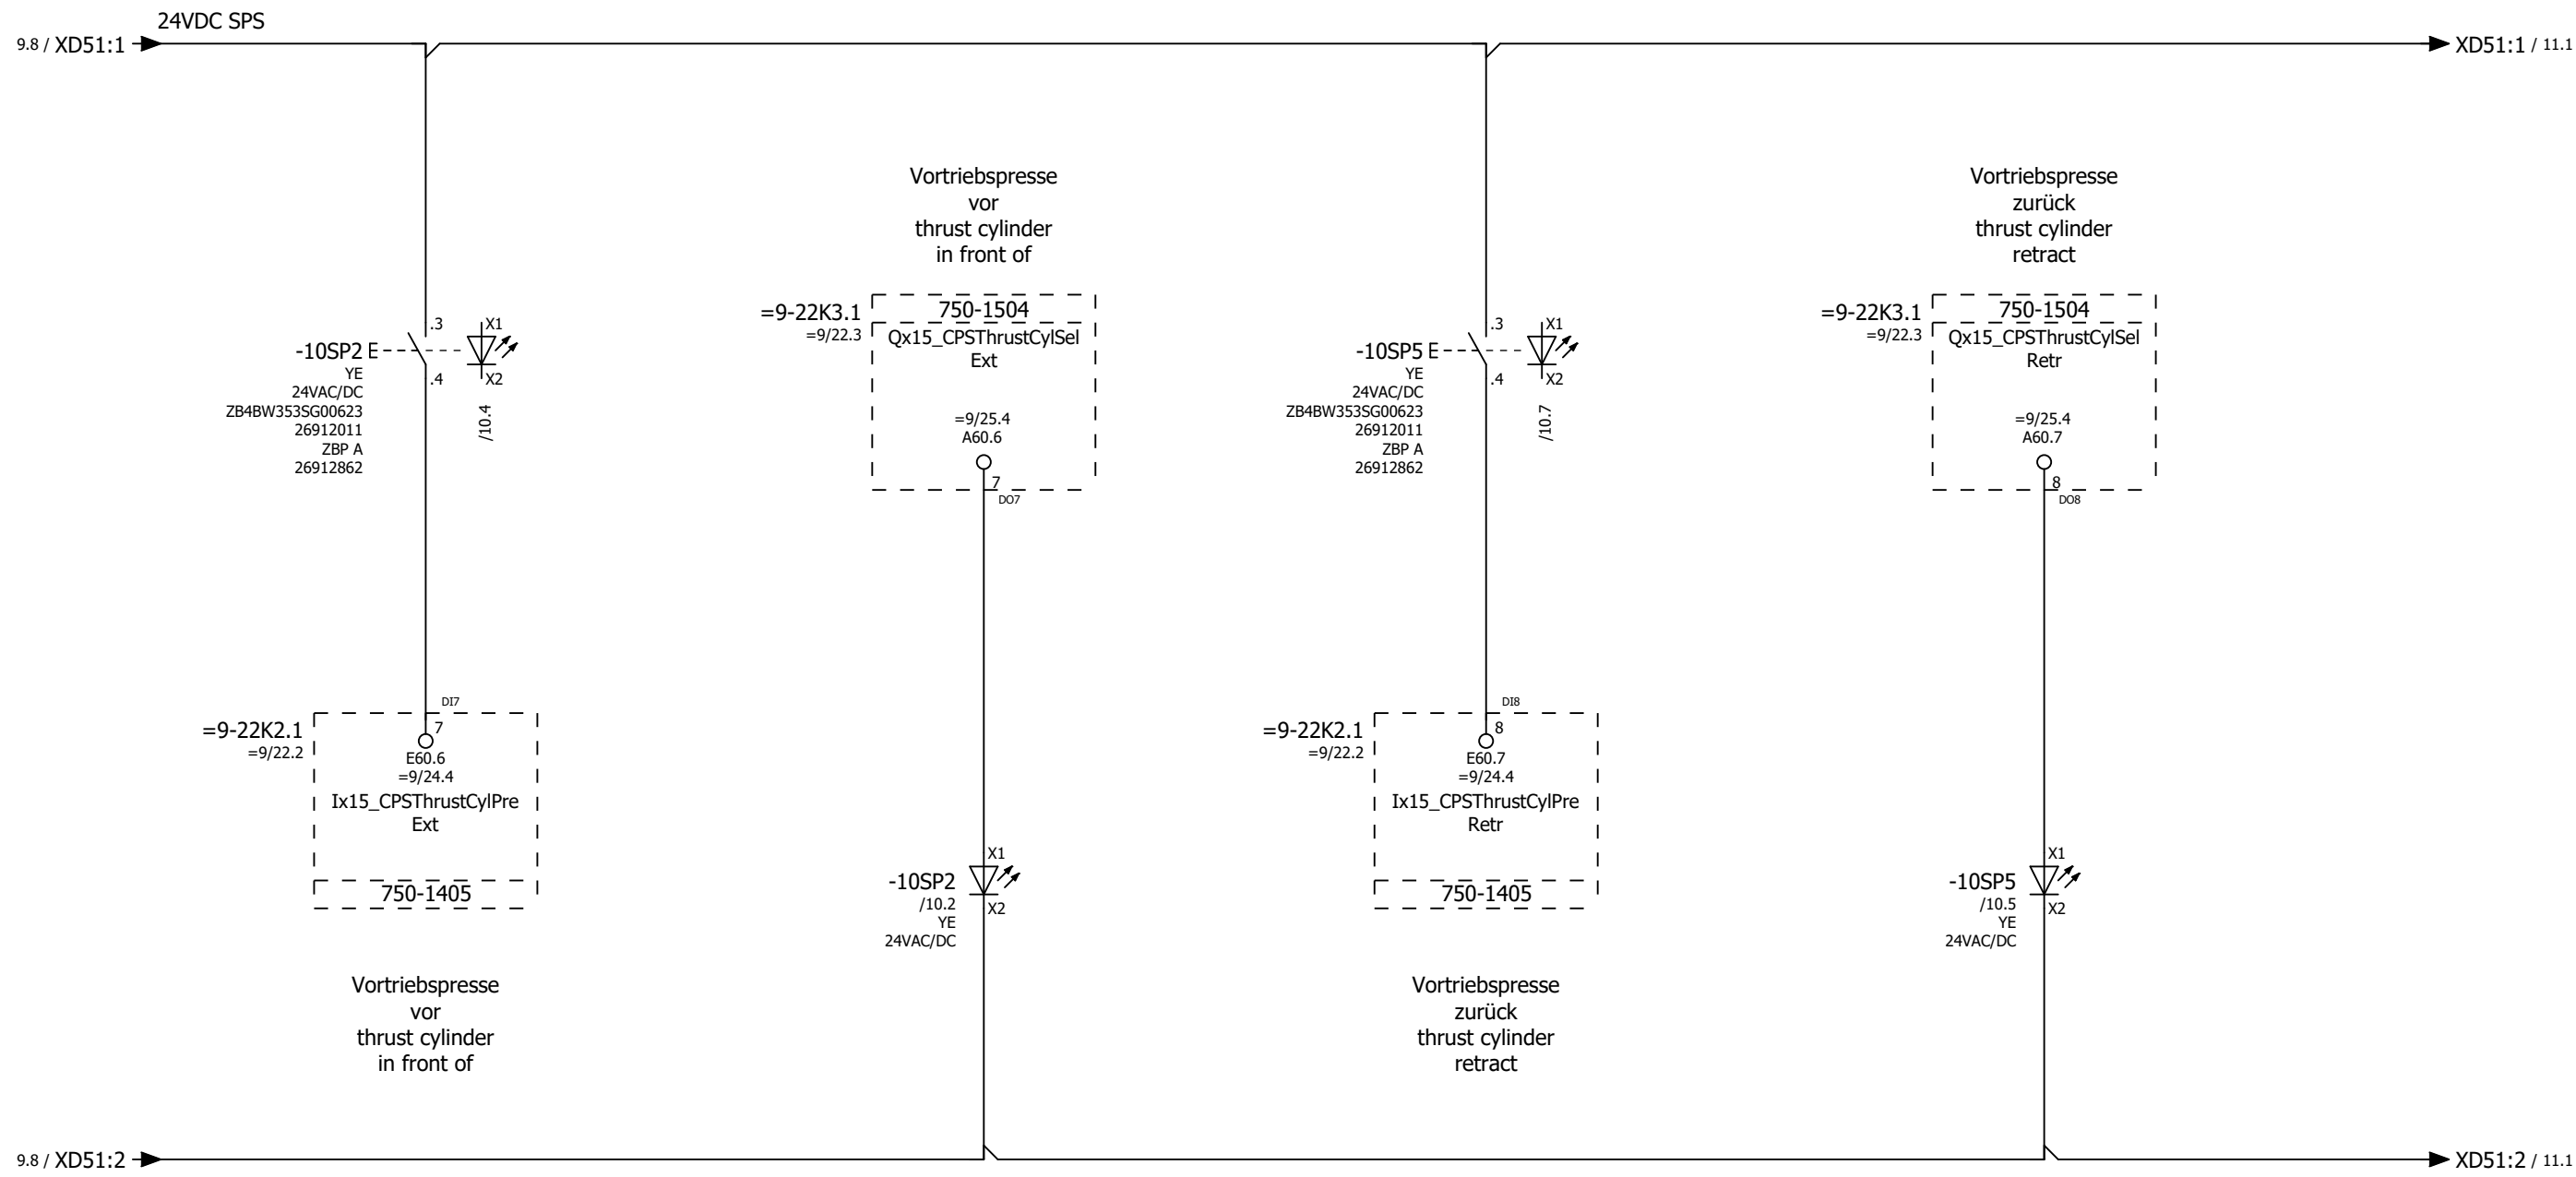 24VDC SPS
9.8 / XD51:1
XD51:1 / 11.1
Vortriebspresse
vor
thrust cylinder
in front of
Vortriebspresse
zurück
thrust cylinder
retract
-10SP2
YE
24VAC/DC
ZB4BW353SG00623
26912011
ZBP A
26912862
.3
.4
X1
X2
/10.4
=9-22K3.1
=9/22.3
750-1504
Qx15_CPSThrustCylSel
Ext
=9/25.4
A60.6
7
DO7
-10SP5
YE
24VAC/DC
ZB4BW353SG00623
26912011
ZBP A
26912862
.3
.4
X1
X2
/10.7
=9-22K3.1
=9/22.3
750-1504
Qx15_CPSThrustCylSel
Retr
=9/25.4
A60.7
8
DO8
=9-22K2.1
=9/22.2
DI7
7
E60.6
=9/24.4
Ix15_CPSThrustCylPre
Ext
750-1405
-10SP2
/10.2
YE
24VAC/DC
X1
X2
=9-22K2.1
=9/22.2
DI8
8
E60.7
=9/24.4
Ix15_CPSThrustCylPre
Retr
750-1405
-10SP5
/10.5
YE
24VAC/DC
X1
X2
Vortriebspresse
vor
thrust cylinder
in front of
Vortriebspresse
zurück
thrust cylinder
retract
9.8 / XD51:2
XD51:2 / 11.1